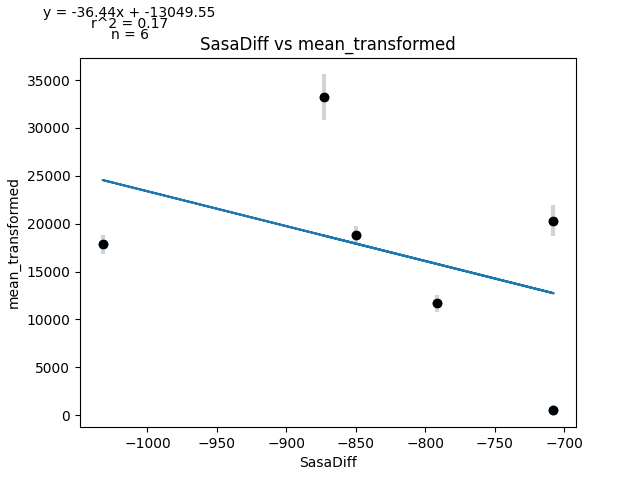 y = -36.44x + -13049.55
r^2 = 0.17
n = 6
SasaDiff vs mean_transformed
35000
30000
25000
20000
15000
10000
5000
0
mean_transformed
−1000 −950 −900 −850 −800 −750 −700
SasaDiff